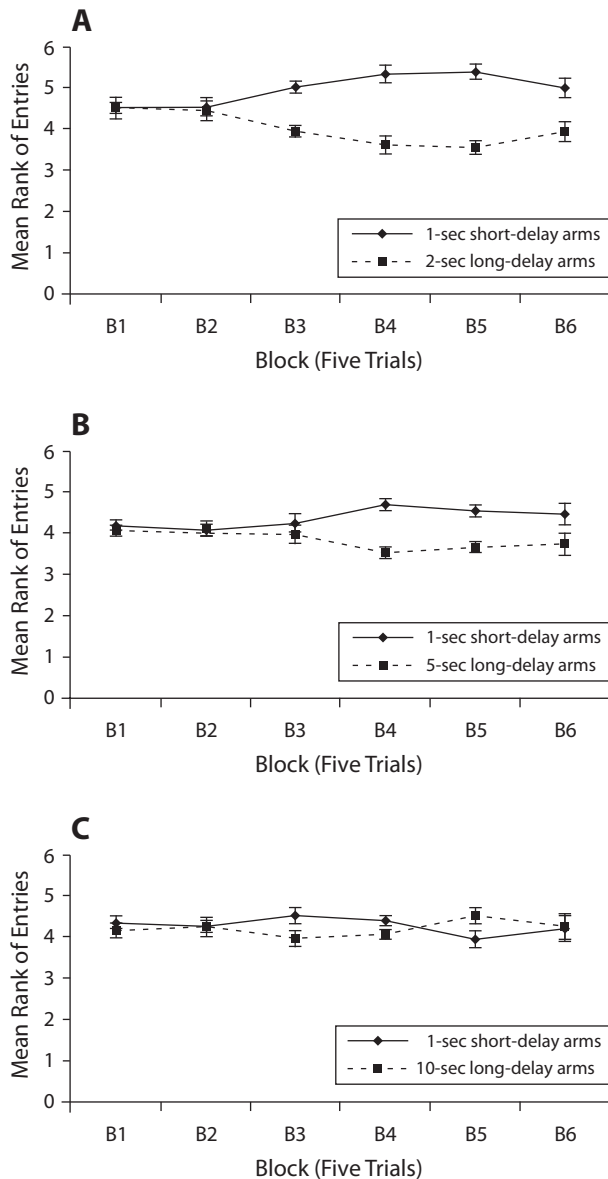 A
Mean Rank of Entries
6
5
4
3
2
1
0
1-sec short-delay arms
2-sec long-delay arms
B1 B2 B3 B4 B5 B6
Block (Five Trials)
B
Mean Rank of Entries
6
5
4
3
2
1
0
1-sec short-delay arms
5-sec long-delay arms
B1 B2 B3 B4 B5 B6
Block (Five Trials)
C
Mean Rank of Entries
6
5
4
3
2
1
0
1-sec short-delay arms
10-sec long-delay arms
B1 B2 B3 B4 B5 B6
Block (Five Trials)